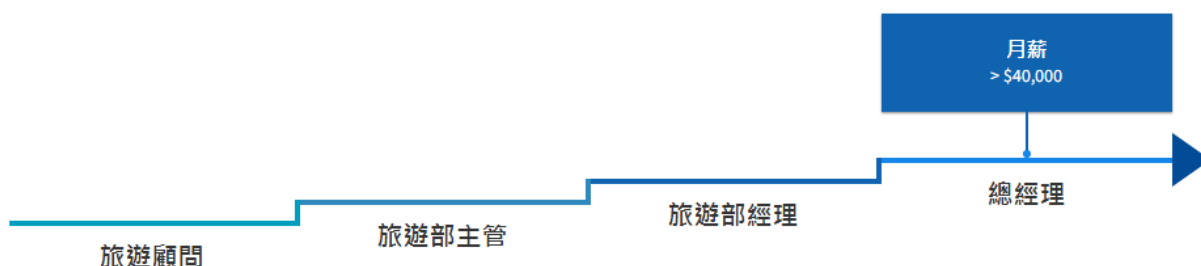 月薪
> $40,000
總經理
旅遊部經理
旅遊部主管
旅遊顧問